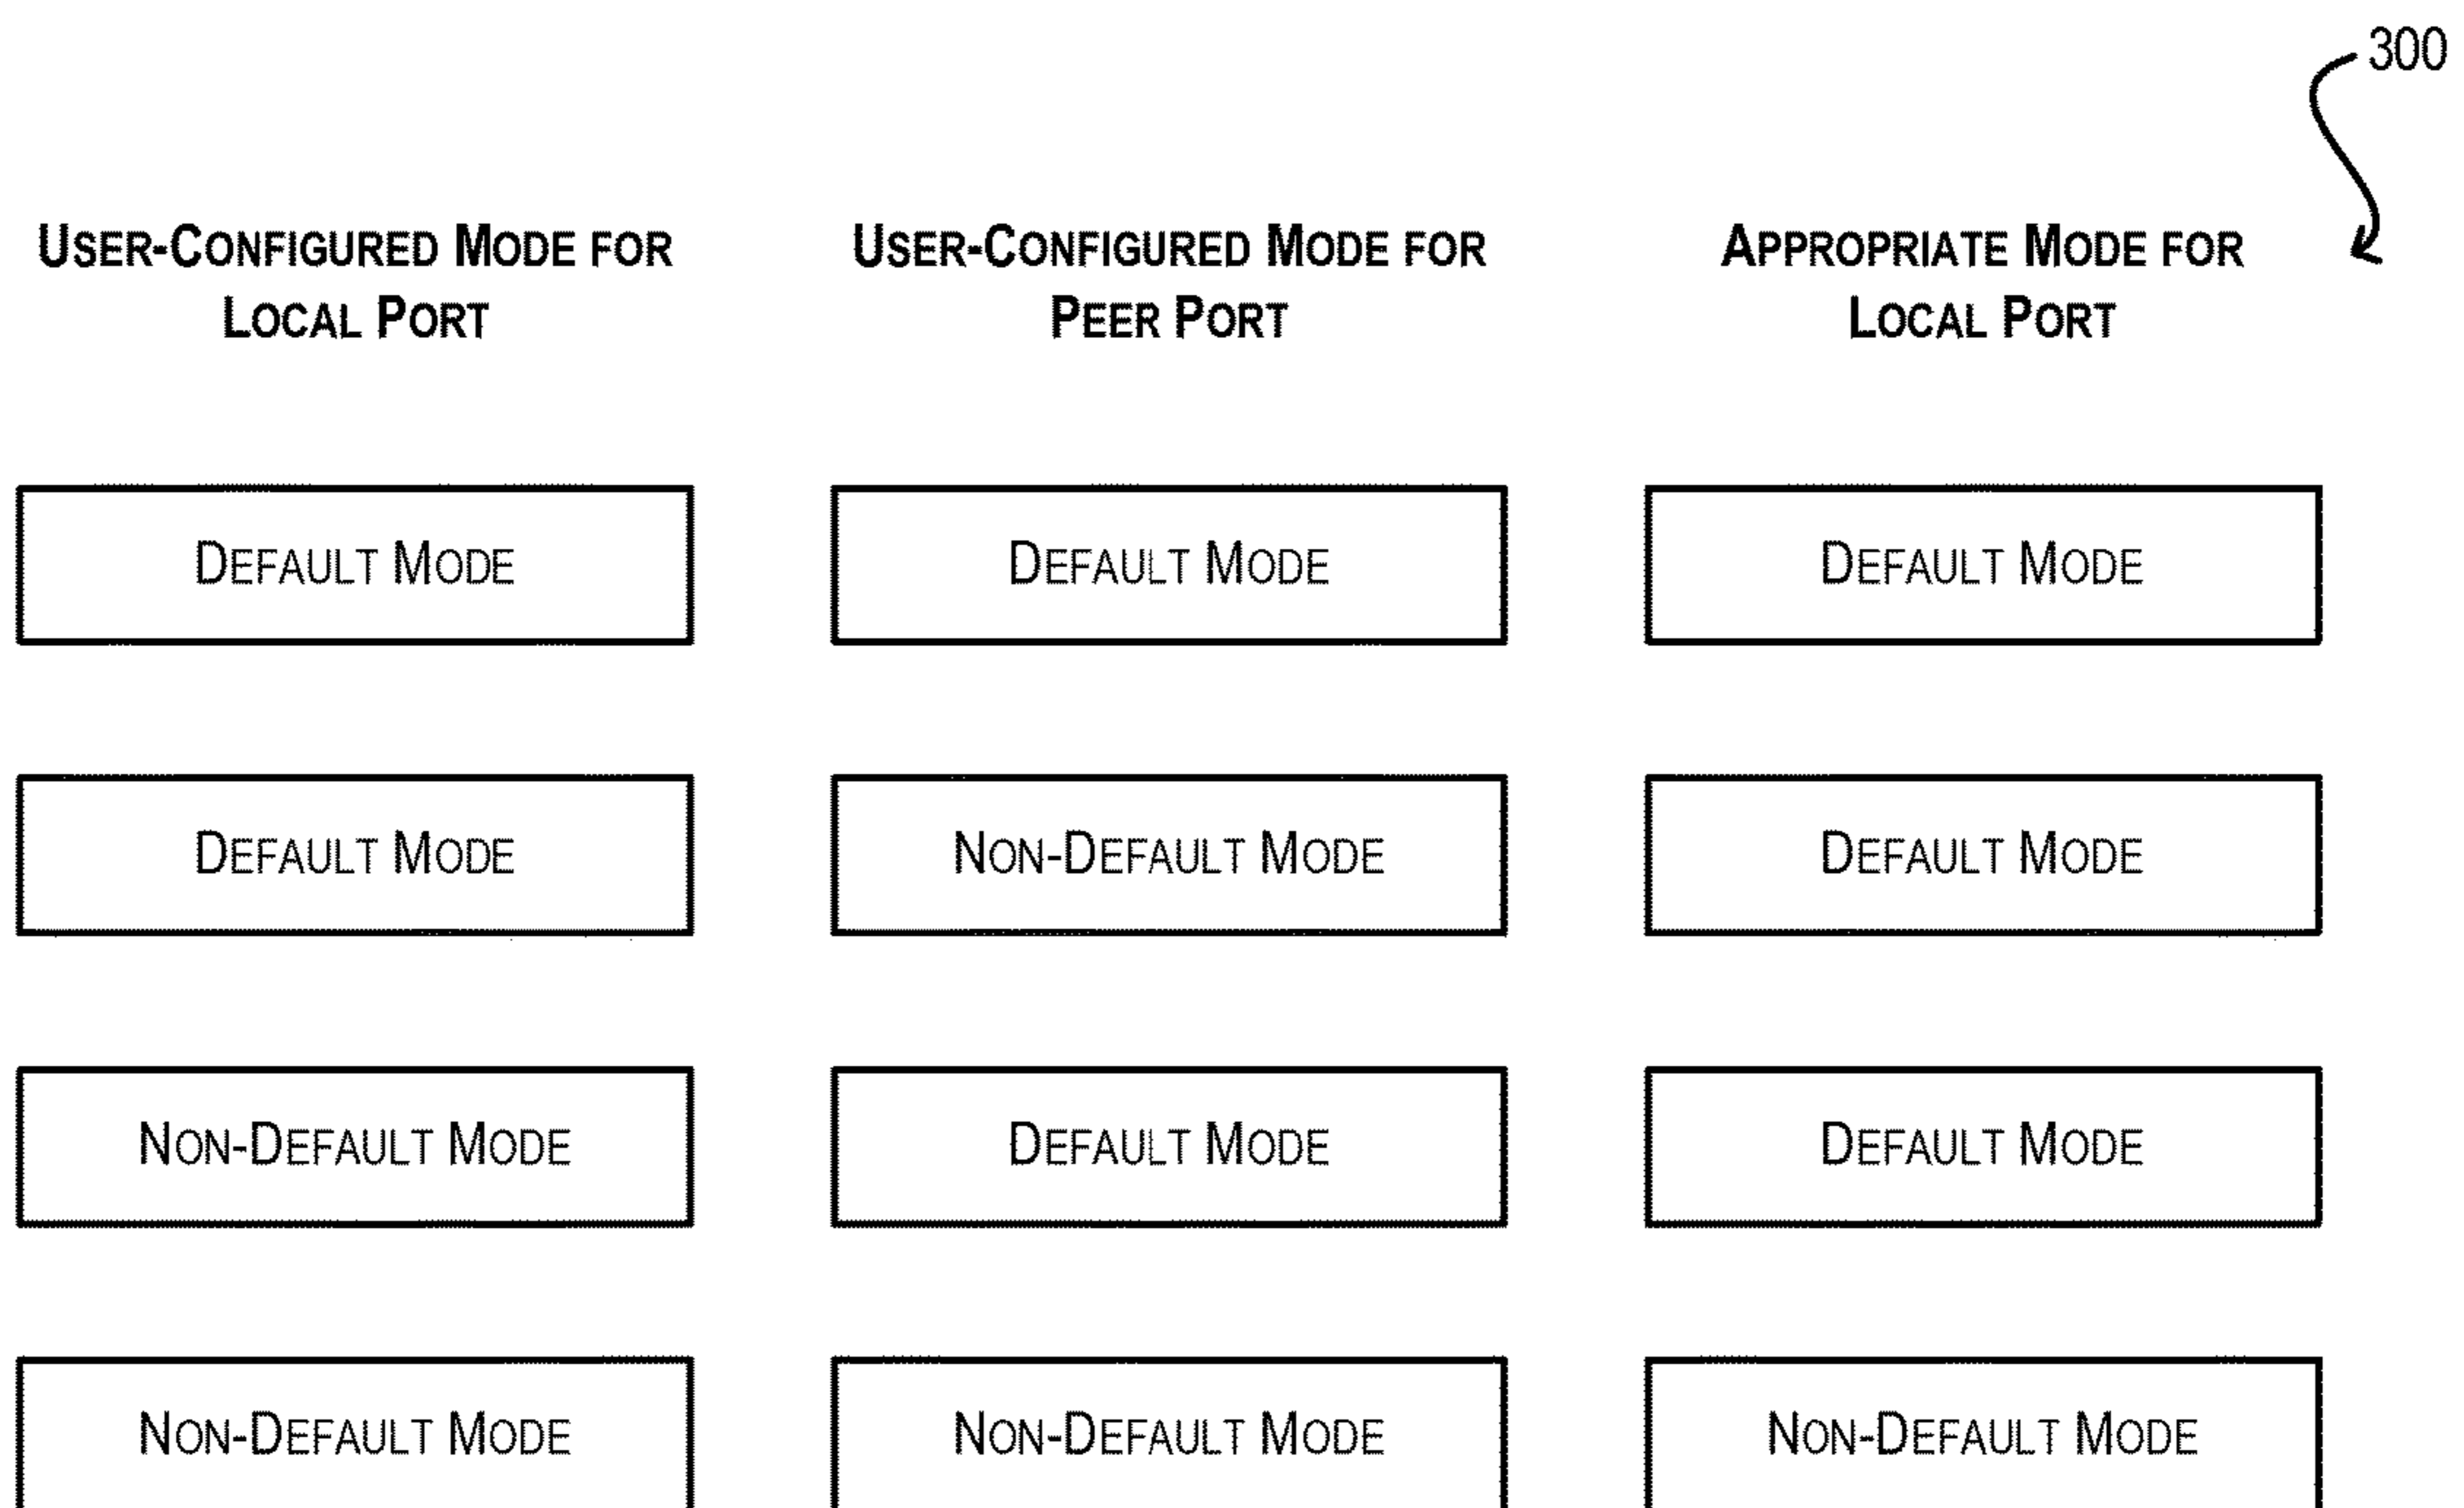 300
USER-CONFIGURED MODE FOR USER-CONFIGURED MODE FOR APPROPRIATE MODE FOR
LOCAL PORT PEER PORT LOCAL PORT
DEFAULT MODE DEFAULT MODE DEFAULT MODE
DEFAULT MODE NON-DEFAULT MODE DEFAULT MODE
NON-DEFAULT MODE DEFAULT MODE DEFAULT MODE
NON-DEFAULT MODE NON-DEFAULT MODE NON-DEFAULT MODE